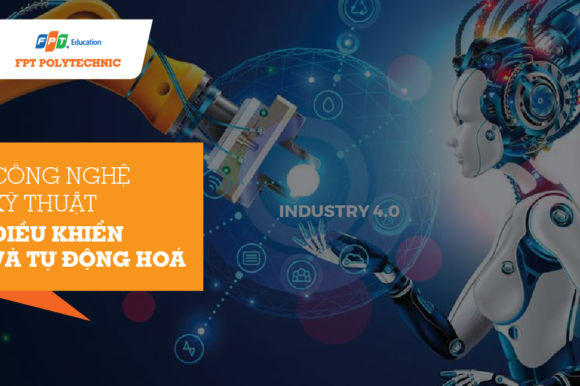 FPT Education
FPT POLYTECHNIC
CÔNG NGHỆ
KỸ THUẬT
ĐIỀU KHIỂN
VÀ TỰ ĐỘNG HOÁ
INDUSTRY 4.0